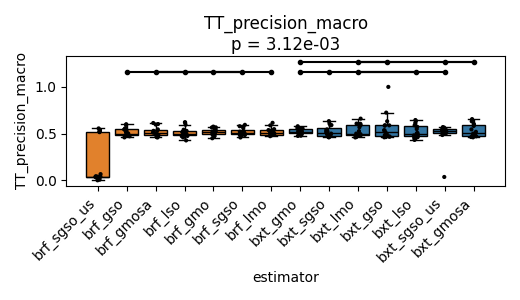 TT_precision_macro
p = 3.12e-03
TT_precision_macro
1.0
0.5
0.0
brf_sgso_us
brf_gso
brf_gmosa
brf_lso
brf_gmo
brf_sgso
brf_lmo
bxt_gmo
bxt_sgso
bxt_lmo
bxt_gso
bxt_lso
bxt_sgso_us
bxt_gmosa
estimator